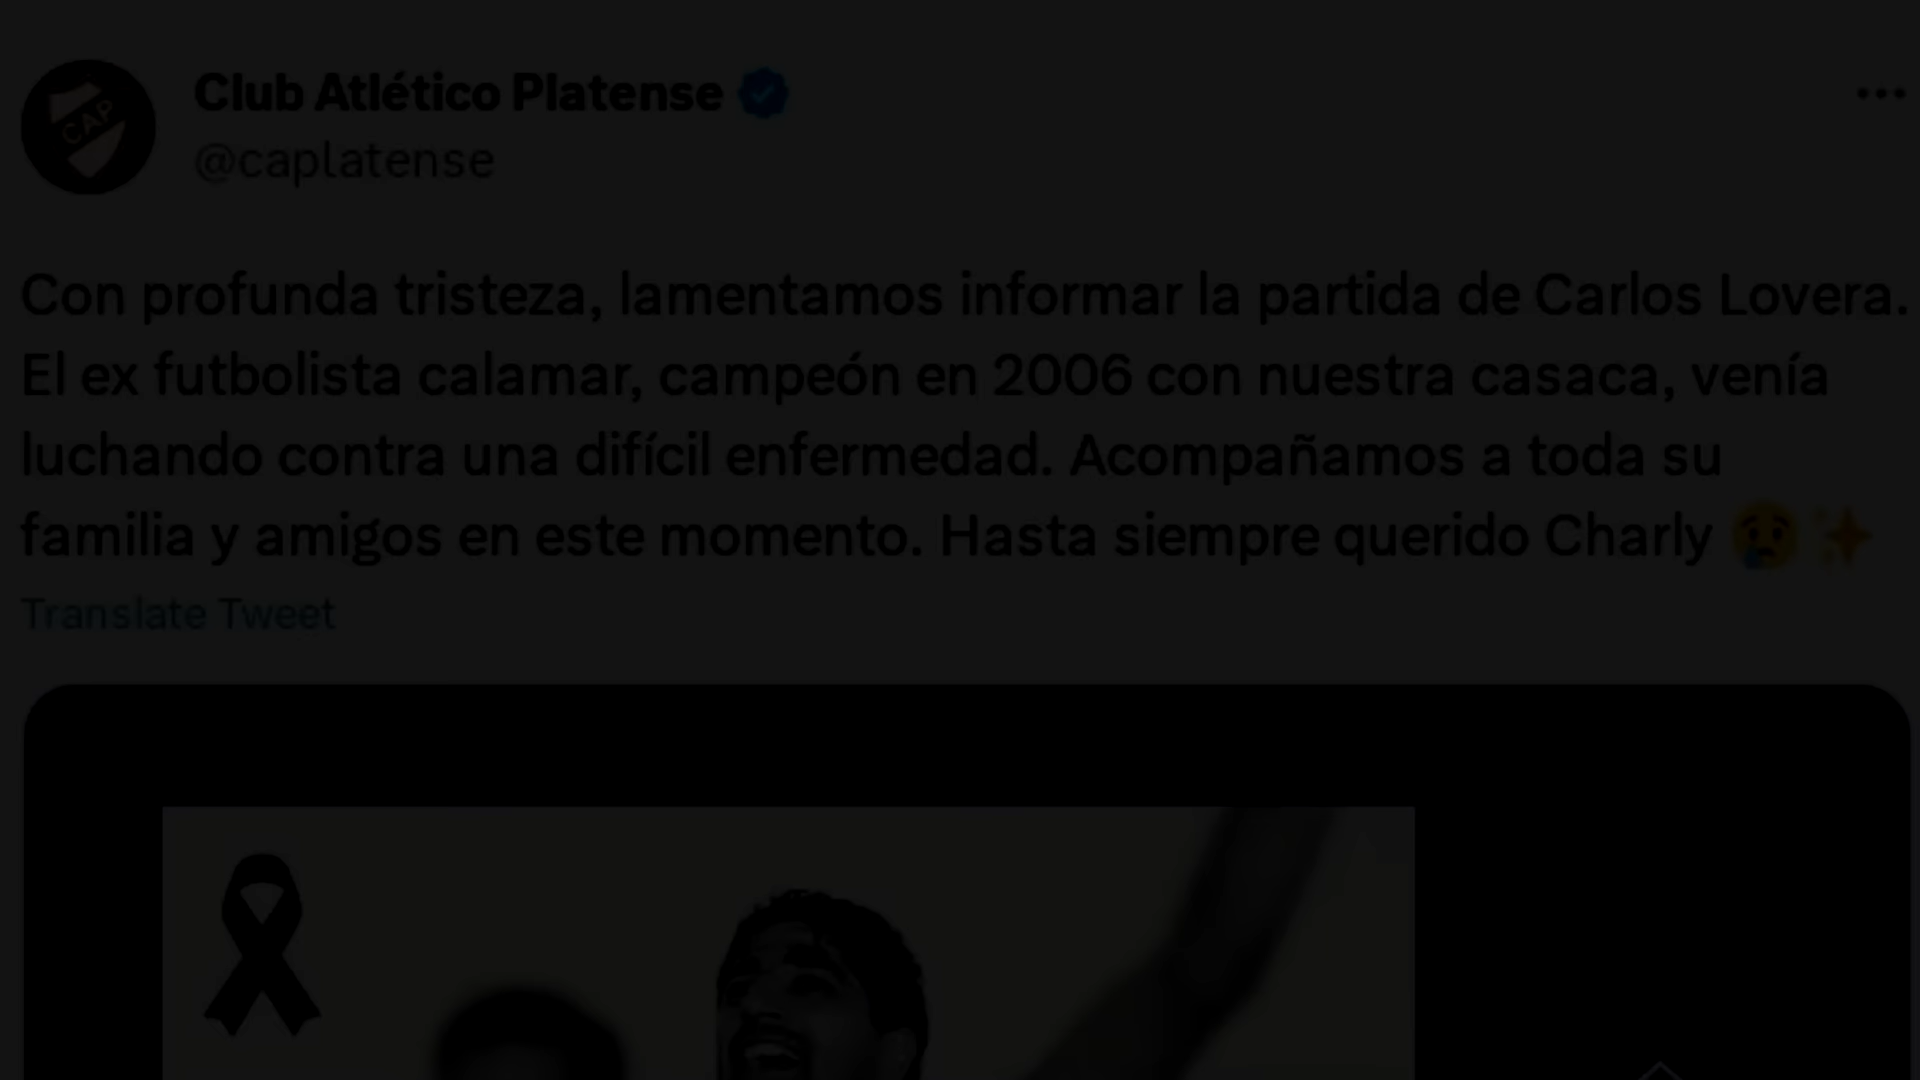 CAP
Club Atlético Platense
@caplatense
Con profunda tristeza, lamentamos informar la partida de Carlos Lovera.
El ex futbolista calamar, campeón en 2006 con nuestra casaca, venía
luchando contra una difícil enfermedad. Acompañamos a toda su
familia y amigos en este momento. Hasta siempre querido Charly 😢✨
Translate Tweet